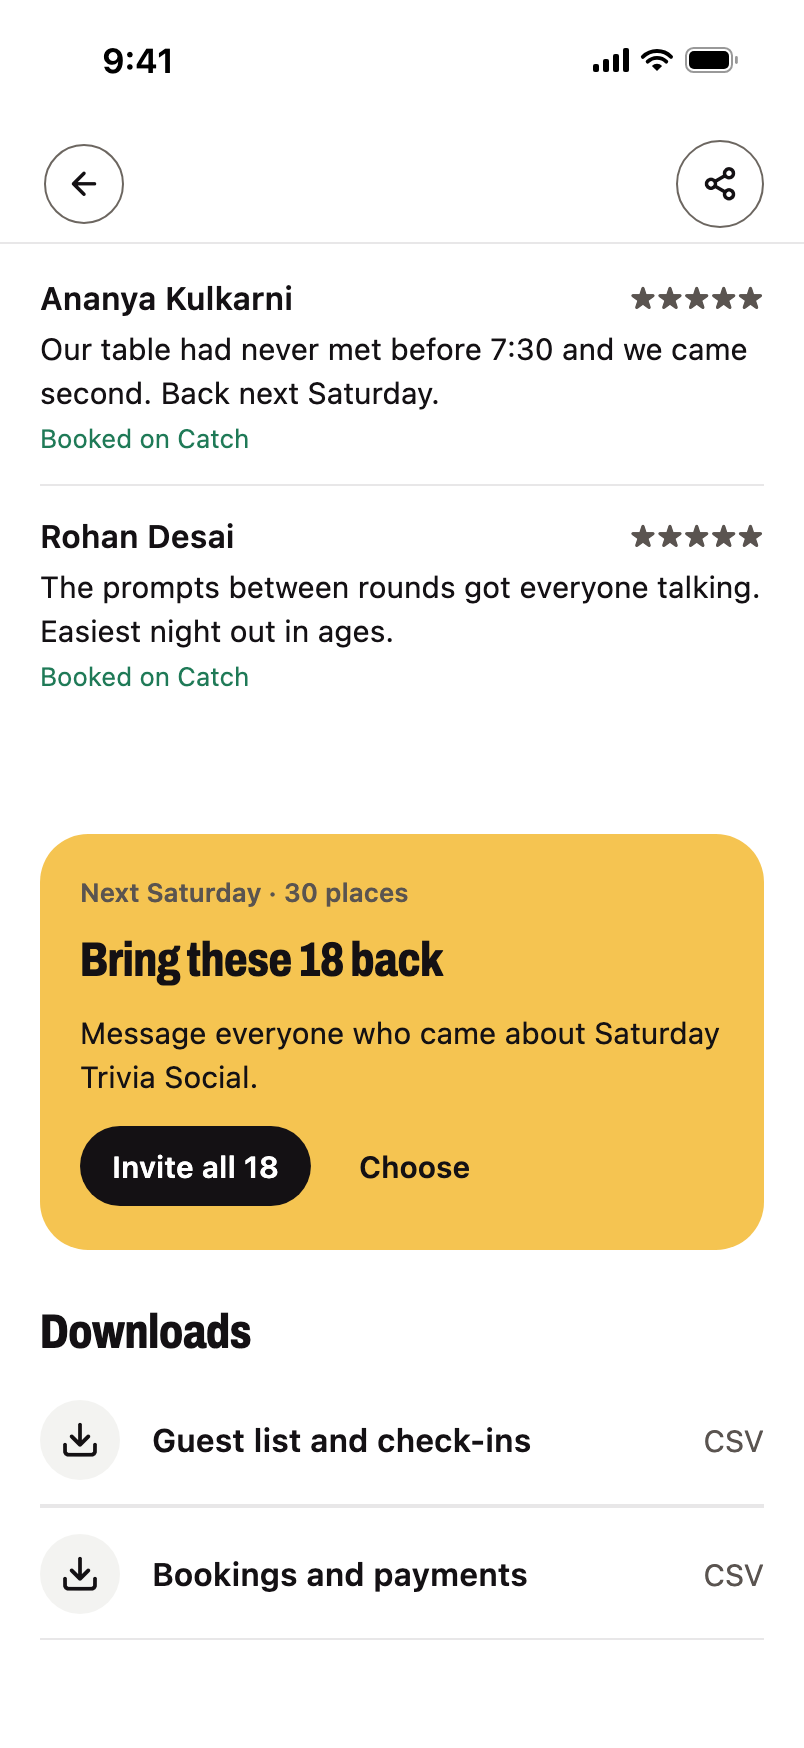 9:41
Ananya Kulkarni
Our table had never met before 7:30 and we came
second. Back next Saturday.
Booked on Catch
Rohan Desai
The prompts between rounds got everyone talking.
Easiest night out in ages.
Booked on Catch
Next Saturday · 30 places
Bring these 18 back
Message everyone who came about Saturday
Trivia Social.
Invite all 18
Choose
Downloads
Guest list and check-ins
CSV
Bookings and payments
CSV